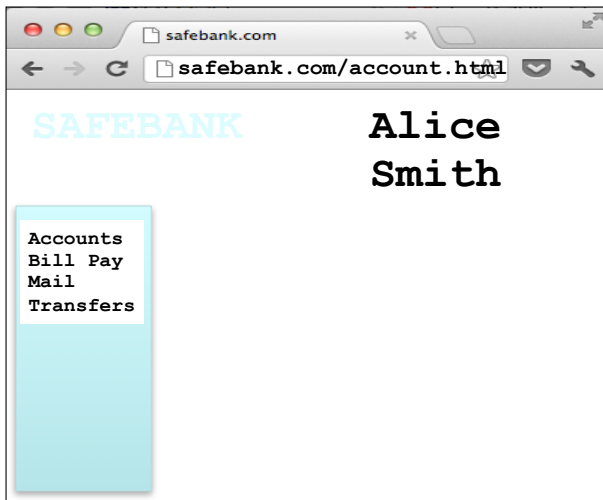 safebank.com
safebank.com/account.html
SAFEBANK
Alice
Smith
Accounts
Bill Pay
Mail
Transfers